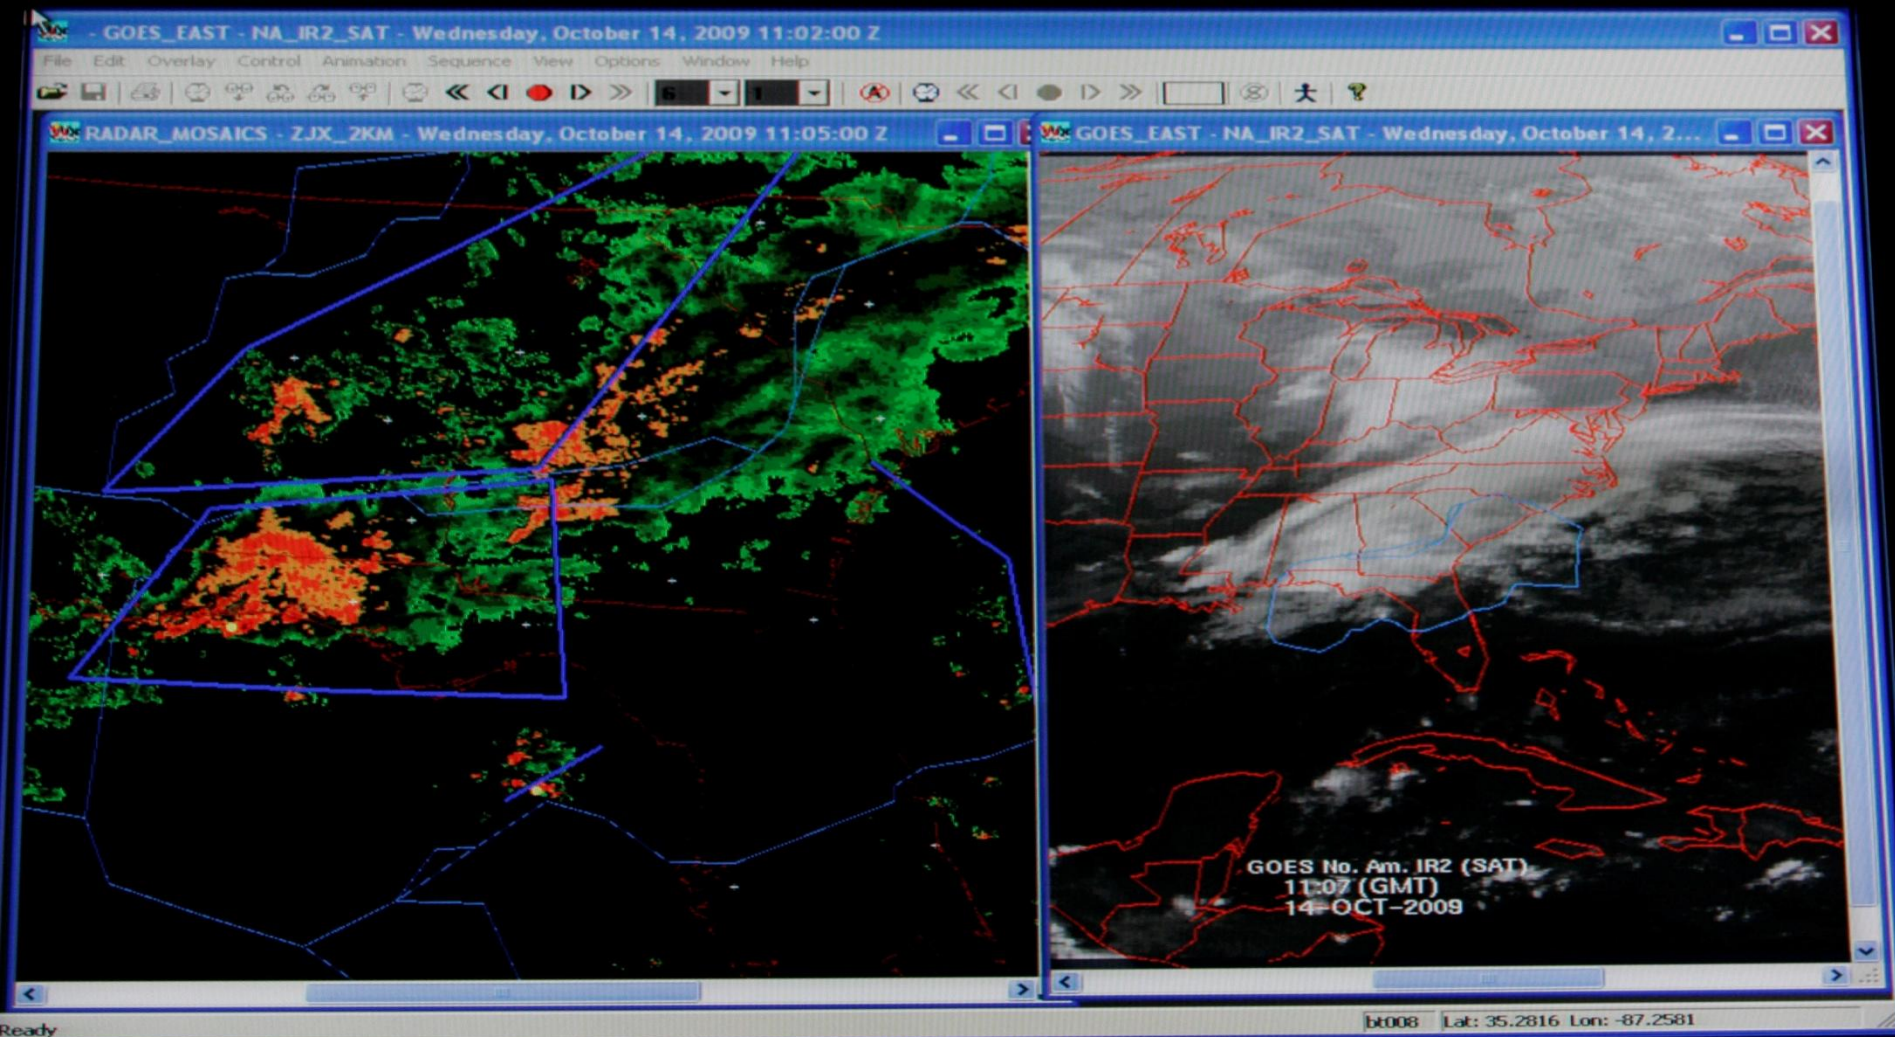 - GOES_EAST - NA_IR2_SAT - Wednesday, October 14, 2009 11:02:00 Z
File Edit Overlay Control Animation Sequence View Options Window Help
6 1
RADAR_MOSAICS - ZJX_2KM - Wednesday, October 14, 2009 11:05:00 Z
GOES_EAST - NA_IR2_SAT - Wednesday, October 14, 2...
GOES No. Am. IR2 (SAT)
11:07 (GMT)
14-OCT-2009
Ready
bt008 Lat: 35.2816 Lon: -87.2581